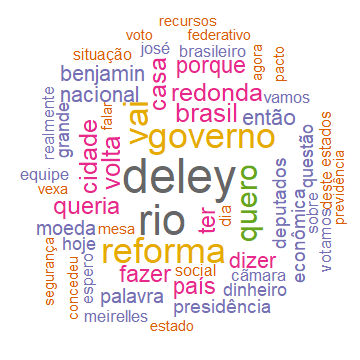 recursos
voto federativo
situação josé brasileiro agora
benjamin casa porque pacto
nacional vai redonda vamos
realmente grande falar brasil então
cidade volta governo
equipe deley quero deputados questão deste estados
vexa rio ter dia econômica sobre previdência
queria votamos
moeda mesa
hoje reforma dizer
segurança espero fazer social cãmara
concedeu palavra país dinheiro
meirelles presidência
estado